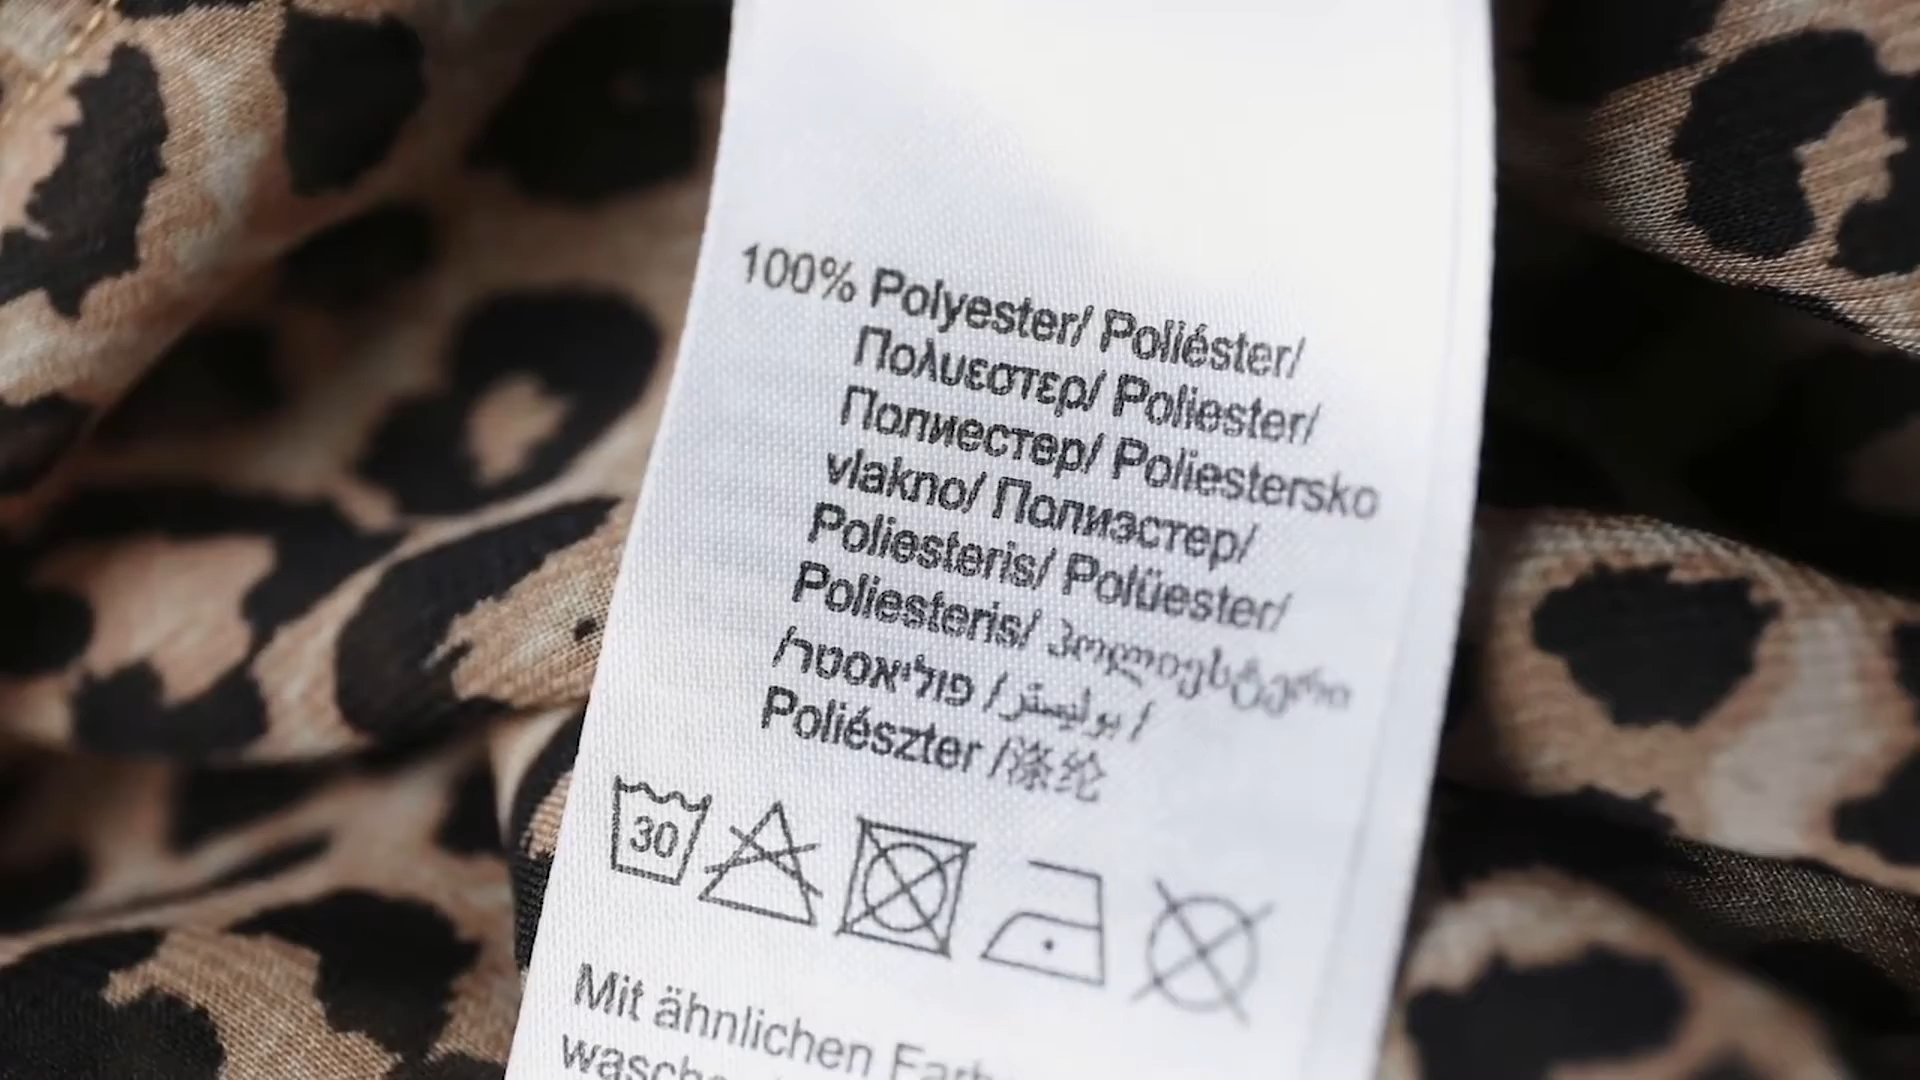 100% Polyester/ Poliéster/
Πολυεστερ/ Poliester/
Полиестер/ Poliestersko
vlakno/ Полиэстер/
Poliesteris/ Polüester/
Poliesteris/ პოლიესტერი
/פוליאסטר / بوليستر /
Poliészter /涤纶
30
Mit ähnlichen